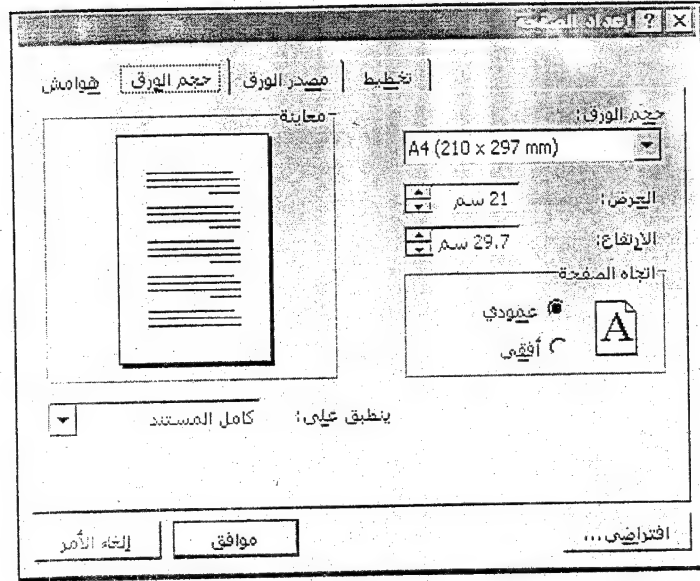 إعداد الصفحة
هوامش حجم الورق مصدر الورق تخطيط
حجم الورق:
معاينة
A4 (210 x 297 mm)
العرض: 21 سم
الارتفاع: 29.7 سم
اتجاه الصفحة
عمودي
A
أفقي
ينطبق على: كامل المستند
افتراضي... موافق إلغاء الأمر